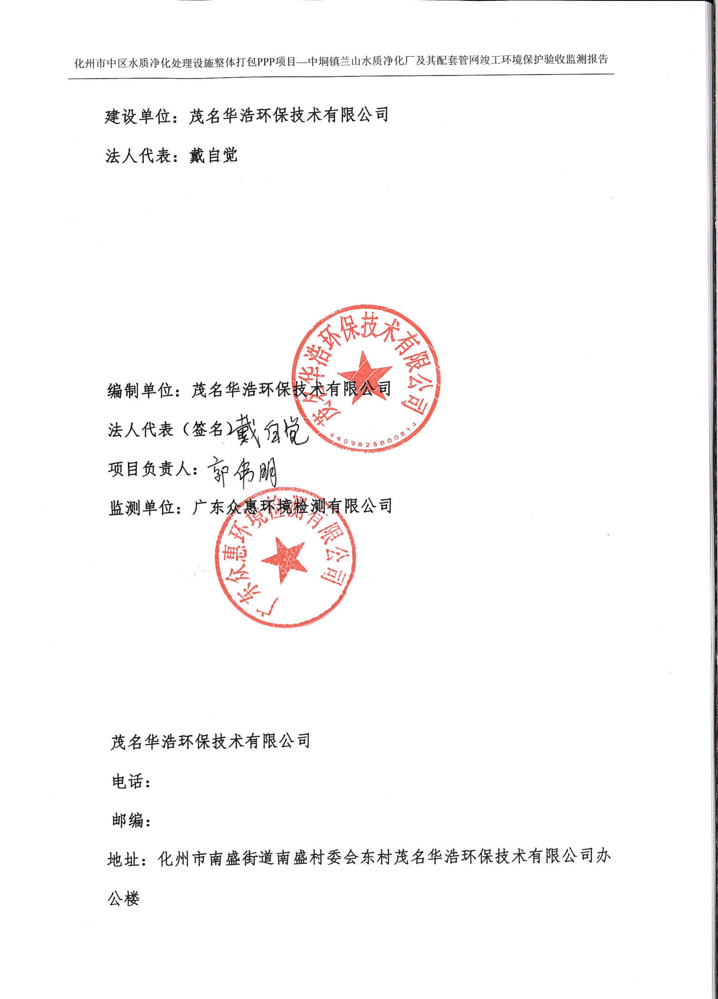 化州市中区水质净化处理设施整体打包PPP项目—中垌镇兰山水质净化厂及其配套管网竣工环境保护验收监测报告
建设单位：茂名华浩环保技术有限公司
法人代表：戴自觉
茂名华浩环保技术有限公司
4409825000814
编制单位：茂名华浩环保技术有限公司
法人代表（签名）戴自觉
项目负责人：郭伟明
监测单位：广东众惠环境检测有限公司
广东众惠环境检测有限公司
茂名华浩环保技术有限公司
电话：
邮编：
地址：化州市南盛街道南盛村委会东村茂名华浩环保技术有限公司办
公楼